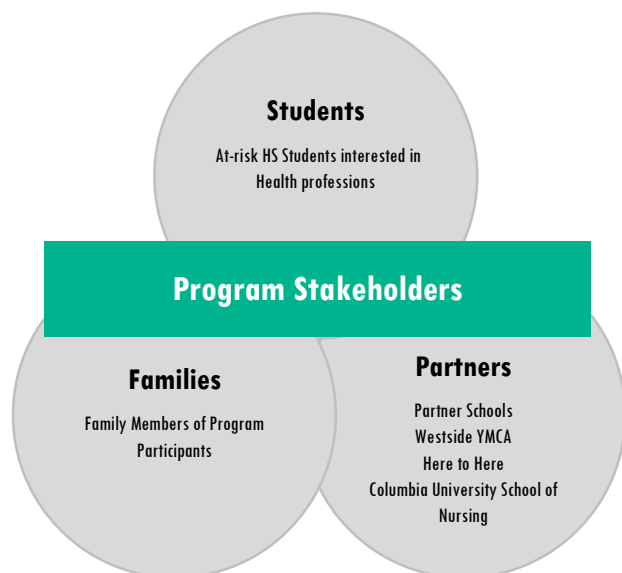 Students
At-risk HS Students interested in
Health professions
Program Stakeholders
Families
Family Members of Program
Participants
Partners
Partner Schools
Westside YMCA
Here to Here
Columbia University School of
Nursing